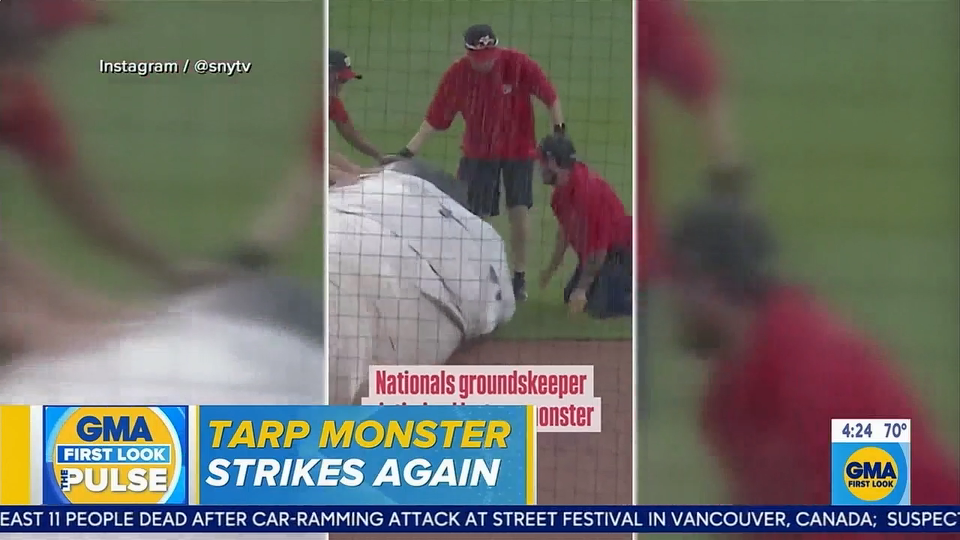 Instagram / @snytv
Nationals groundskeeper
monster
GMA
FIRST LOOK
THE PULSE
TARP MONSTER
STRIKES AGAIN
4:24 70°
GMA
FIRST LOOK
EAST 11 PEOPLE DEAD AFTER CAR-RAMMING ATTACK AT STREET FESTIVAL IN VANCOUVER, CANADA; SUSPECT